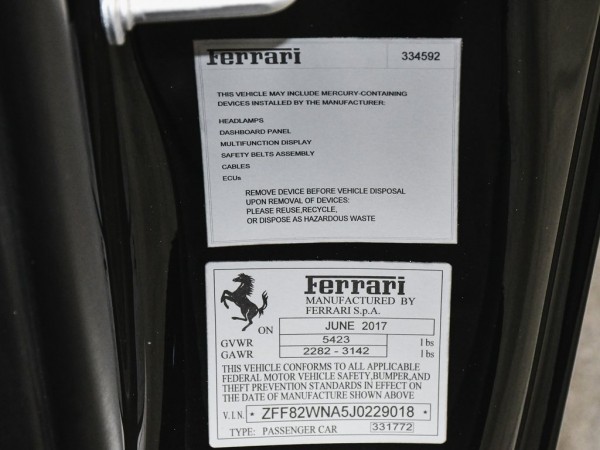 Ferrari 334592
THIS VEHICLE MAY INCLUDE MERCURY-CONTAINING
DEVICES INSTALLED BY THE MANUFACTURER:
HEADLAMPS
DASHBOARD PANEL
MULTIFUNCTION DISPLAY
SAFETY BELTS ASSEMBLY
CABLES
ECUs
REMOVE DEVICE BEFORE VEHICLE DISPOSAL
UPON REMOVAL OF DEVICES:
PLEASE REUSE,RECYCLE,
OR DISPOSE AS HAZARDOUS WASTE
Ferrari
MANUFACTURED BY
FERRARI S.p.A.
ON JUNE 2017
GVWR 5423 lbs
GAWR 2282 - 3142 lbs
THIS VEHICLE CONFORMS TO ALL APPLICABLE
FEDERAL MOTOR VEHICLE SAFETY,BUMPER,AND
THEFT PREVENTION STANDARDS IN EFFECT ON
THE DATE OF MANUFACTURE SHOWN ABOVE
V.I.N. * ZFF82WNA5J0229018 *
TYPE: PASSENGER CAR 331772